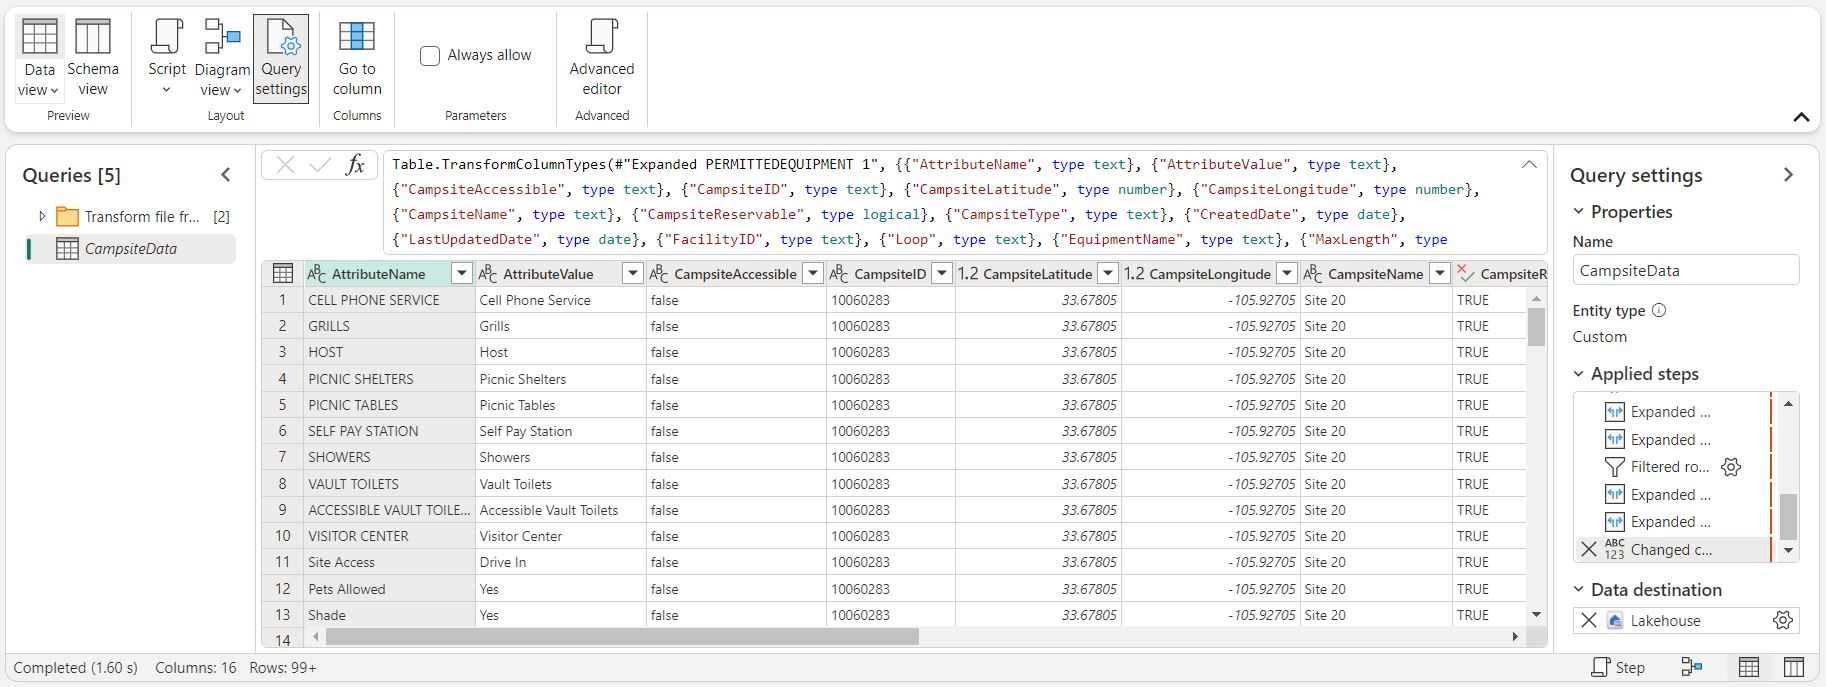 Data view
Schema view
Script
Diagram view
Query settings
Go to column
Always allow
Advanced editor
Preview
Layout
Columns
Parameters
Advanced
Queries [5]
Transform file fr... [2]
CampsiteData
fx
Table.TransformColumnTypes(#"Expanded PERMITTEDEQUIPMENT 1", {{"AttributeName", type text}, {"AttributeValue", type text},
{"CampsiteAccessible", type text}, {"CampsiteID", type text}, {"CampsiteLatitude", type number}, {"CampsiteLongitude", type number},
{"CampsiteName", type text}, {"CampsiteReservable", type logical}, {"CampsiteType", type text}, {"CreatedDate", type date},
{"LastUpdatedDate", type date}, {"FacilityID", type text}, {"Loop", type text}, {"EquipmentName", type text}, {"MaxLength", type
ABC AttributeName ABC AttributeValue ABC CampsiteAccessible ABC CampsiteID 1.2 CampsiteLatitude 1.2 CampsiteLongitude ABC CampsiteName CampsiteR
1 CELL PHONE SERVICE Cell Phone Service false 10060283 33.67805 -105.92705 Site 20 TRUE
2 GRILLS Grills false 10060283 33.67805 -105.92705 Site 20 TRUE
3 HOST Host false 10060283 33.67805 -105.92705 Site 20 TRUE
4 PICNIC SHELTERS Picnic Shelters false 10060283 33.67805 -105.92705 Site 20 TRUE
5 PICNIC TABLES Picnic Tables false 10060283 33.67805 -105.92705 Site 20 TRUE
6 SELF PAY STATION Self Pay Station false 10060283 33.67805 -105.92705 Site 20 TRUE
7 SHOWERS Showers false 10060283 33.67805 -105.92705 Site 20 TRUE
8 VAULT TOILETS Vault Toilets false 10060283 33.67805 -105.92705 Site 20 TRUE
9 ACCESSIBLE VAULT TOILE... Accessible Vault Toilets false 10060283 33.67805 -105.92705 Site 20 TRUE
10 VISITOR CENTER Visitor Center false 10060283 33.67805 -105.92705 Site 20 TRUE
11 Site Access Drive In false 10060283 33.67805 -105.92705 Site 20 TRUE
12 Pets Allowed Yes false 10060283 33.67805 -105.92705 Site 20 TRUE
13 Shade Yes false 10060283 33.67805 -105.92705 Site 20 TRUE
14
Query settings
Properties
Name
CampsiteData
Entity type
Custom
Applied steps
Expanded ...
Expanded ...
Filtered ro...
Expanded ...
Expanded ...
ABC 123 Changed c...
Data destination
Lakehouse
Completed (1.60 s) Columns: 16 Rows: 99+
Step